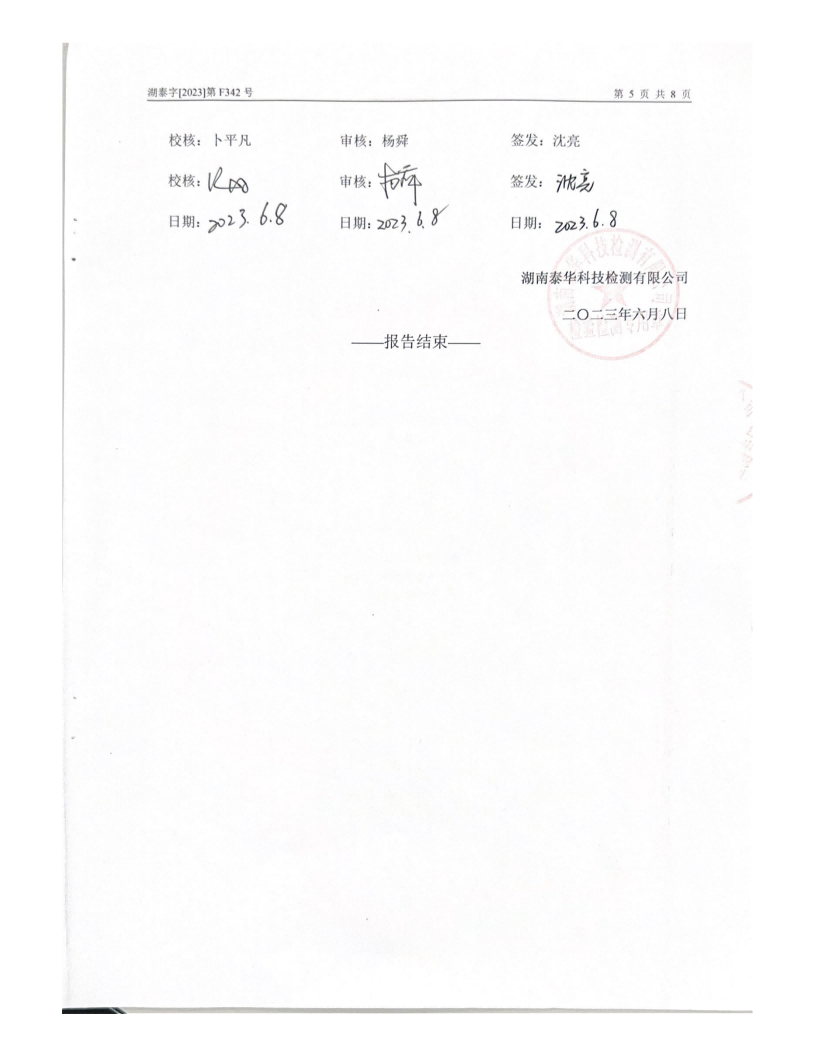 湖泰字[2023]第 F342 号 第 5 页 共 8 页
校核：卜平凡 审核：杨舜 签发：沈亮
校核： 审核：杨舜 签发：沈亮
日期：2023.6.8 日期：2023.6.8 日期：2023.6.8
湖南泰华科技检测有限公司
二〇二三年六月八日
——报告结束——